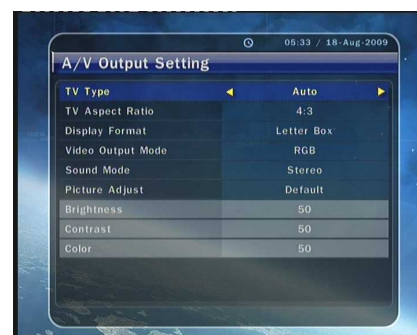 05:33 / 18-Aug-2009
A/V Output Setting
TV Type Auto
TV Aspect Ratio 4:3
Display Format Letter Box
Video Output Mode RGB
Sound Mode Stereo
Picture Adjust Default
Brightness 50
Contrast 50
Color 50